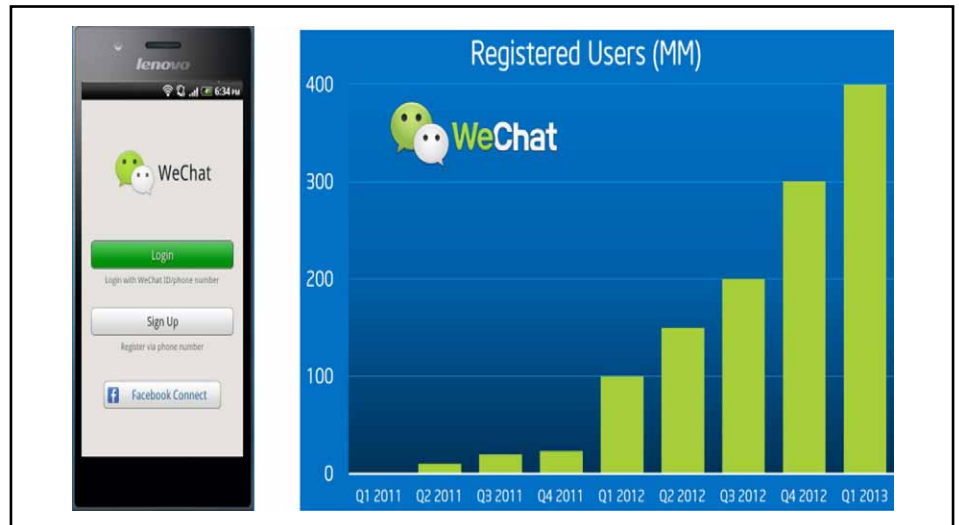 lenovo
6:34 PM
WeChat
Login
Login with WeChat ID/phone number
Sign Up
Register via phone number
f Facebook Connect
Registered Users (MM)
WeChat
400
300
200
100
0
Q1 2011 Q2 2011 Q3 2011 Q4 2011 Q1 2012 Q2 2012 Q3 2012 Q4 2012 Q1 2013